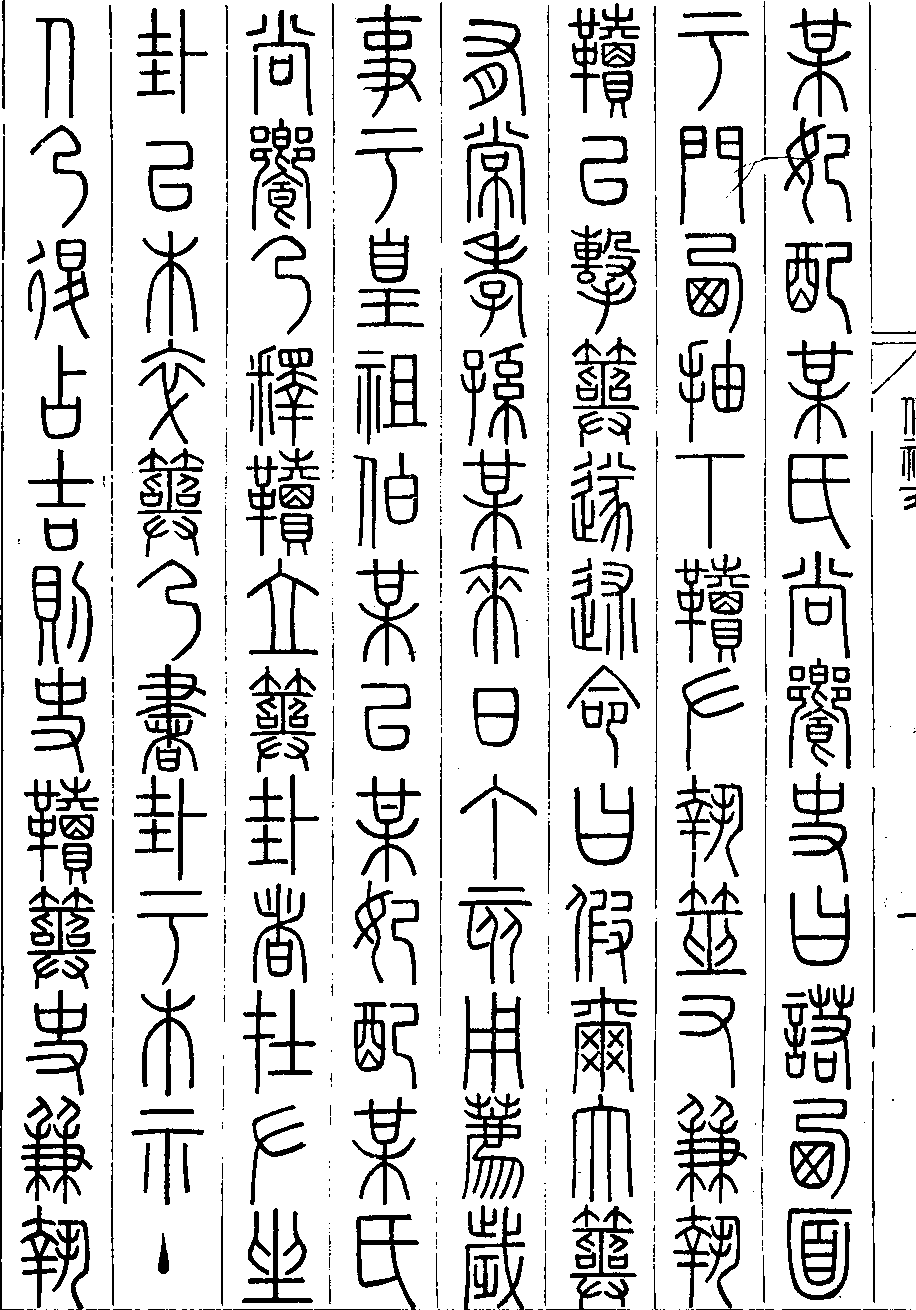 某妃配某氏尚饗史曰諾西面
于門西抽下韇左執筮右兼執
韇以擊筮遂述命曰假爾大筮
有常孝孫某來日丁亥用薦歲
事于皇祖伯某以某妃配某氏
尚饗乃釋韇立筮卦者在左坐
卦以木卒筮乃書卦于木示主
人乃退占吉則史韇筮史兼執